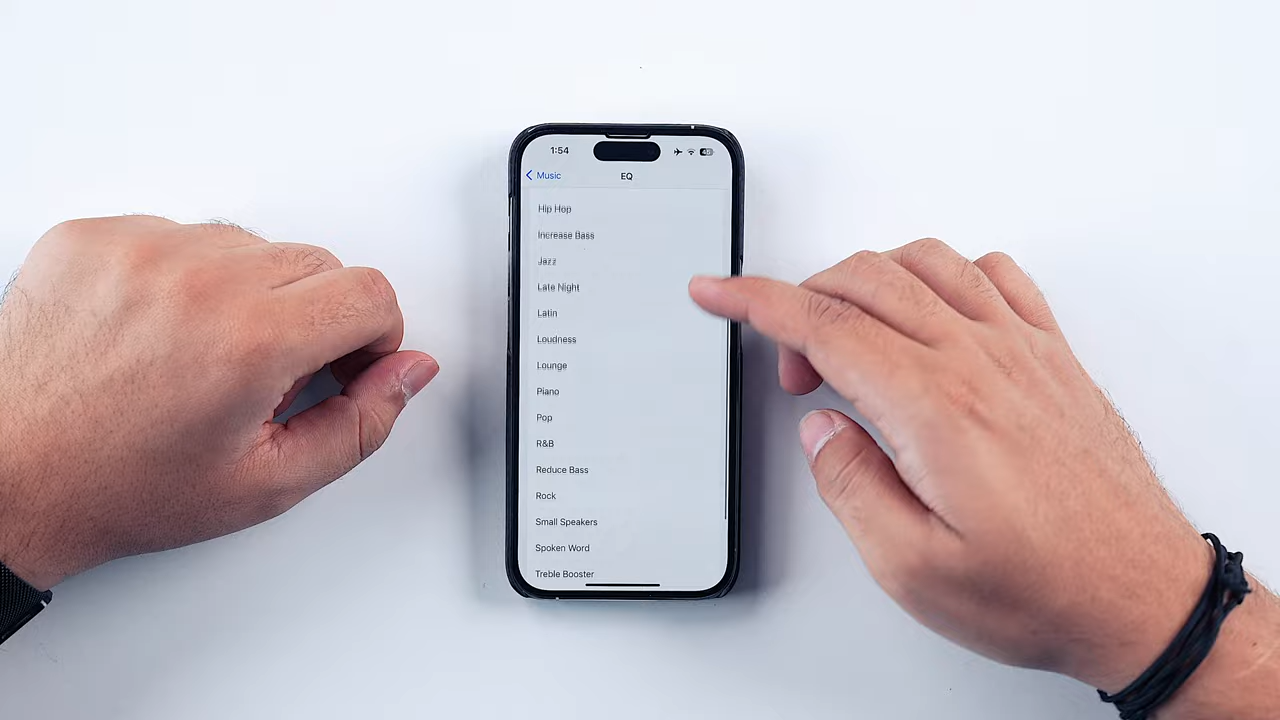 1:54
Music
EQ
Hip Hop
Increase Bass
Jazz
Late Night
Latin
Loudness
Lounge
Piano
Pop
R&B
Reduce Bass
Rock
Small Speakers
Spoken Word
Treble Booster